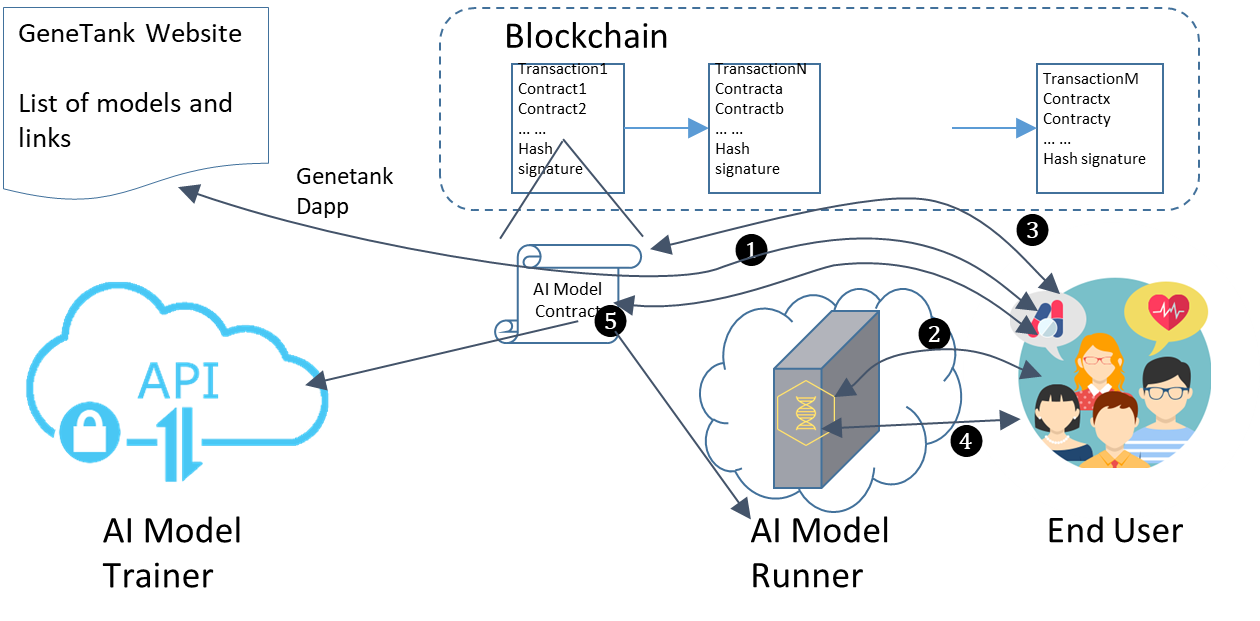 GeneTank Website
List of models and
links
Blockchain
Transaction1
Contract1
Contract2
... ...
Hash
signature
TransactionN
Contracta
Contractb
... ...
Hash
signature
TransactionM
Contractx
Contracty
... ...
Hash signature
Genetank
Dapp
3
1
AI Model
Contract
5
2
API
4
AI Model
Trainer
AI Model
Runner
End User